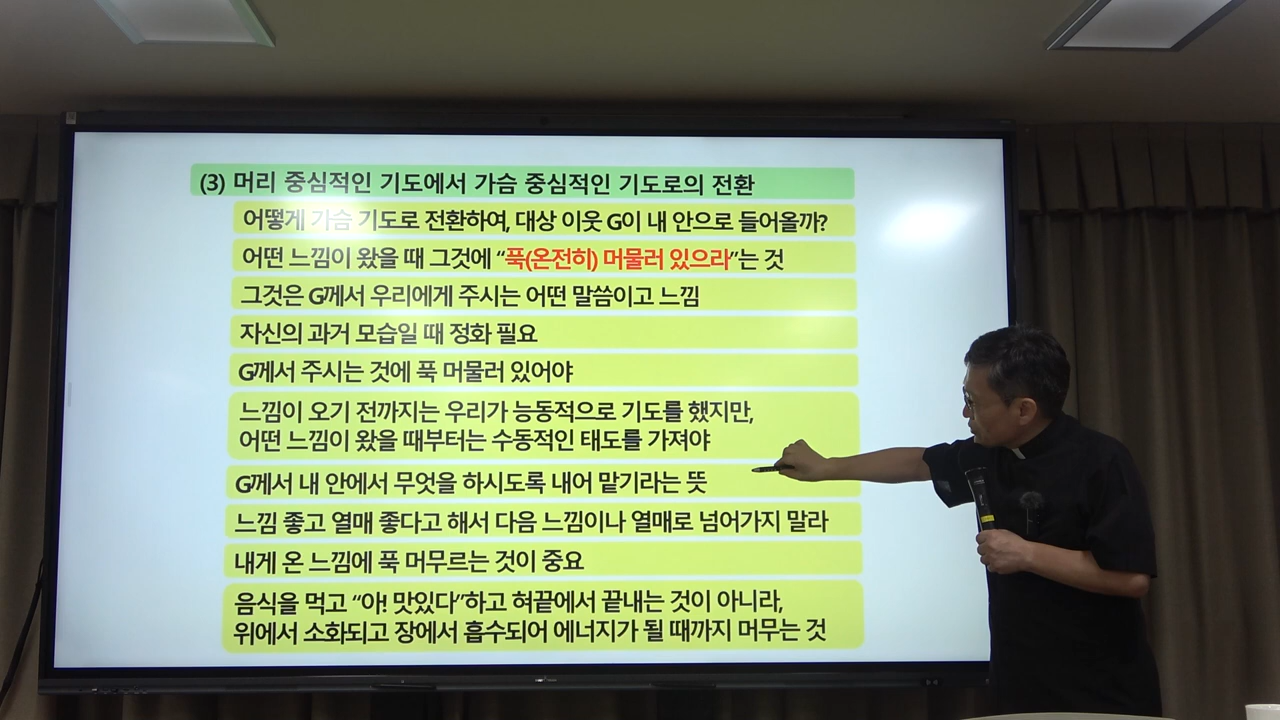 (3) 머리 중심적인 기도에서 가슴 중심적인 기도로의 전환
어떻게 가슴 기도로 전환하여, 대상 이웃 G이 내 안으로 들어올까?
어떤 느낌이 왔을 때 그것에 “푹(온전히) 머물러 있으라”는 것
그것은 G께서 우리에게 주시는 어떤 말씀이고 느낌
자신의 과거 모습일 때 정화 필요
G께서 주시는 것에 푹 머물러 있어야
느낌이 오기 전까지는 우리가 능동적으로 기도를 했지만,
어떤 느낌이 왔을 때부터는 수동적인 태도를 가져야
G께서 내 안에서 무엇을 하시도록 내어 맡기라는 뜻
느낌 좋고 열매 좋다고 해서 다음 느낌이나 열매로 넘어가지 말라
내게 온 느낌에 푹 머무르는 것이 중요
음식을 먹고 “아! 맛있다”하고 혀끝에서 끝내는 것이 아니라,
위에서 소화되고 장에서 흡수되어 에너지가 될 때까지 머무는 것